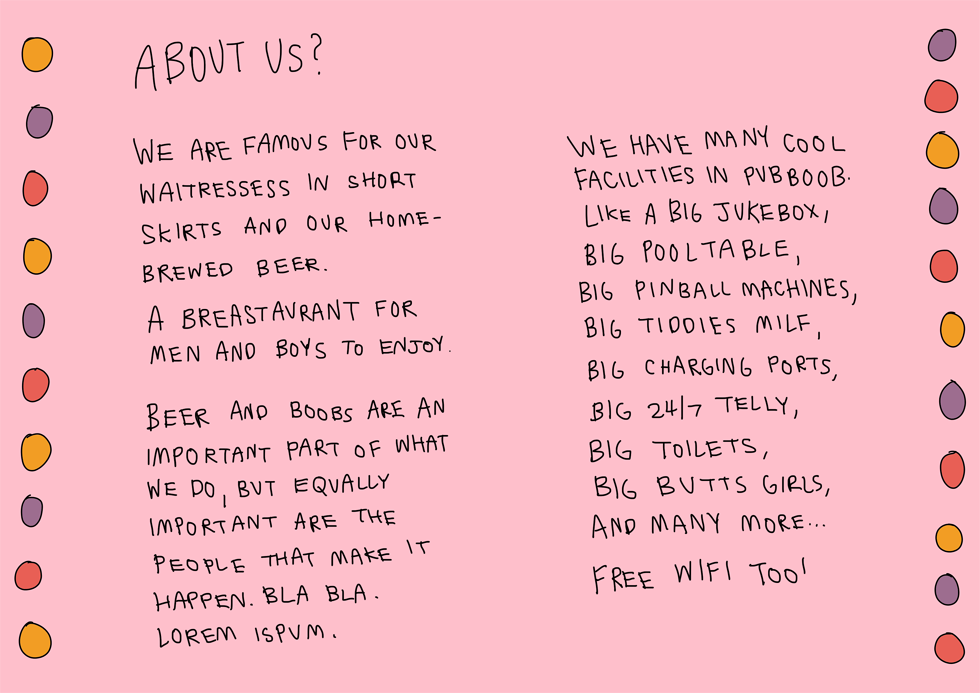 ABOUT US?
WE ARE FAMOUS FOR OUR
WAITRESSESS IN SHORT
SKIRTS AND OUR HOME-
BREWED BEER.
A BREASTAURANT FOR
MEN AND BOYS TO ENJOY.
BEER AND BOOBS ARE AN
IMPORTANT PART OF WHAT
WE DO, BUT EQUALLY
IMPORTANT ARE THE
PEOPLE THAT MAKE IT
HAPPEN. BLA BLA.
LOREM ISPUM.
WE HAVE MANY COOL
FACILITIES IN PUBBOOB.
LIKE A BIG JUKEBOX,
BIG POOLTABLE,
BIG PINBALL MACHINES,
BIG TIDDIES MILF,
BIG CHARGING PORTS,
BIG 24/7 TELLY,
BIG TOILETS,
BIG BUTTS GIRLS,
AND MANY MORE...
FREE WIFI TOO!